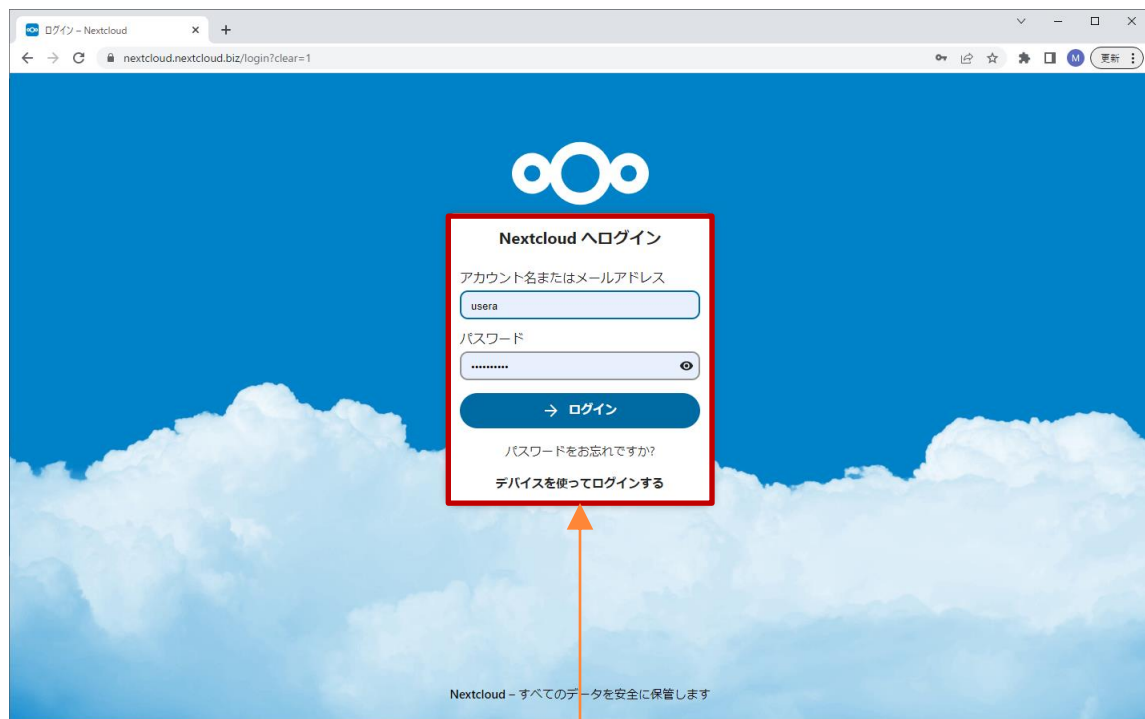 ログイン – Nextcloud
nextcloud.nextcloud.biz/login?clear=1
M
更新
Nextcloud へログイン
アカウント名またはメールアドレス
usera
パスワード
••••••••••
→ ログイン
パスワードをお忘れですか?
デバイスを使ってログインする
Nextcloud – すべてのデータを安全に保管します